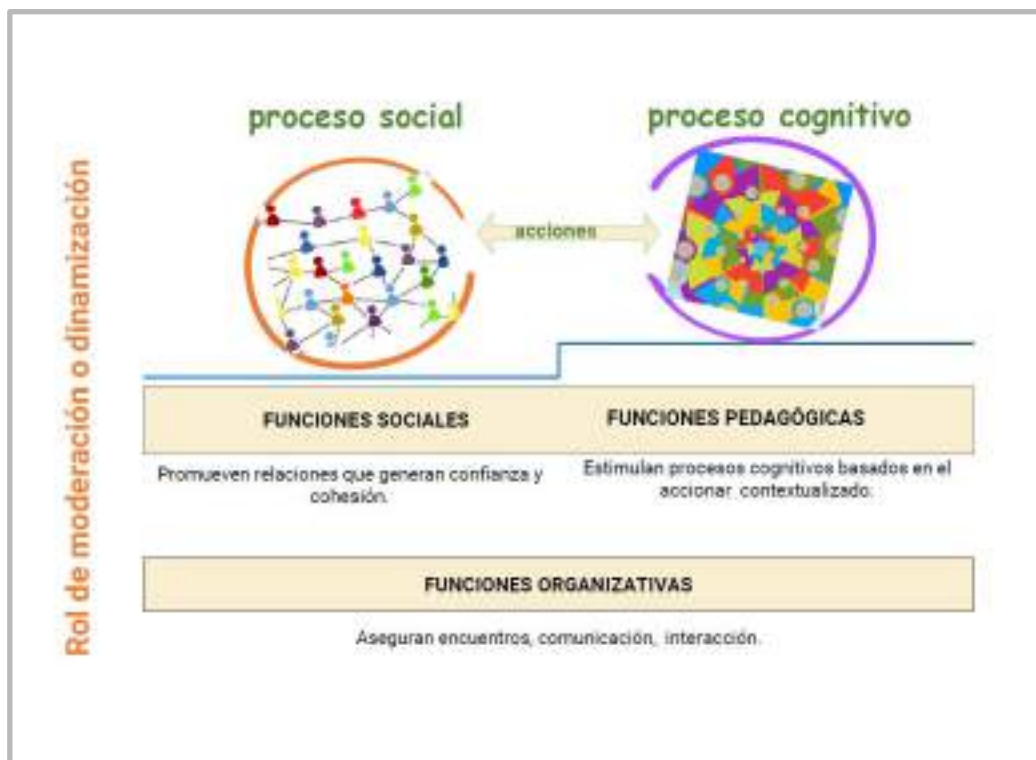 proceso social
proceso cognitivo
acciones
Rol de moderación o dinamización
FUNCIONES SOCIALES
FUNCIONES PEDAGÓGICAS
Promueven relaciones que generan confianza y
cohesión.
Estimulan procesos cognitivos basados en el
accionar contextualizado.
FUNCIONES ORGANIZATIVAS
Aseguran encuentros, comunicación, interacción.